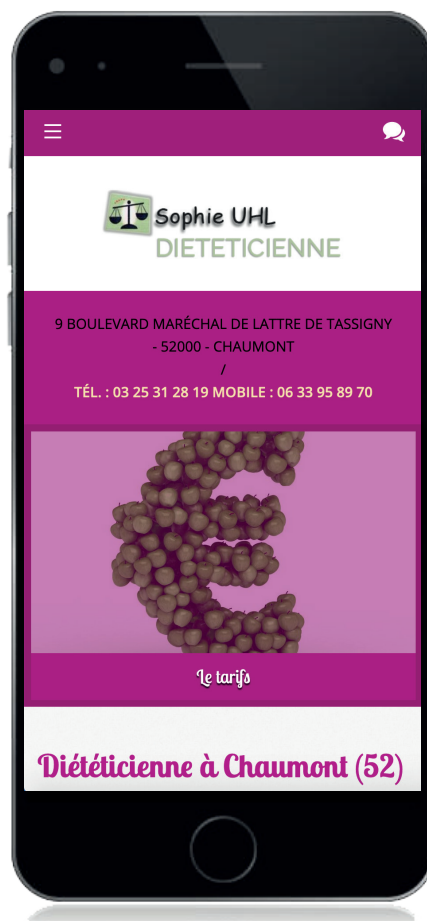 Sophie UHL
DIETETICIENNE
9 BOULEVARD MARÉCHAL DE LATTRE DE TASSIGNY
- 52000 - CHAUMONT
/
TÉL. : 03 25 31 28 19 MOBILE : 06 33 95 89 70
Le tarifs
Diététicienne à Chaumont (52)